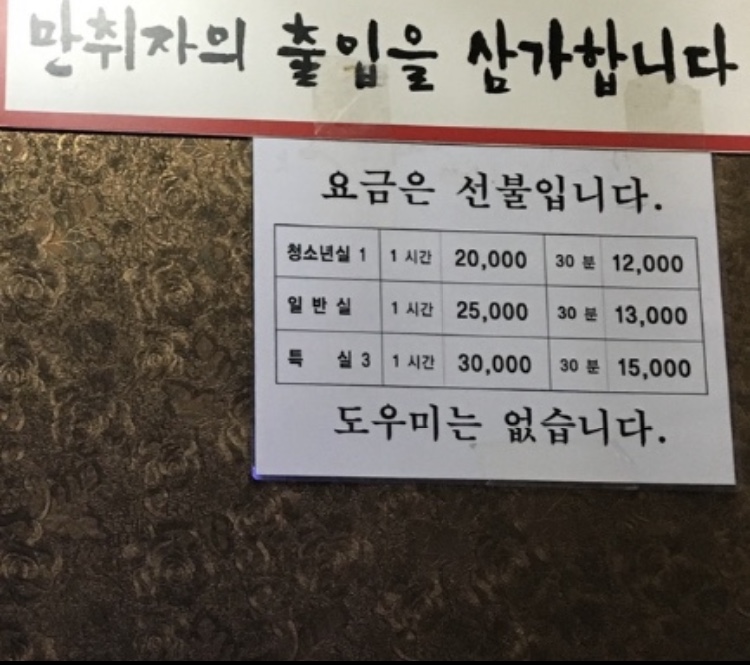 만취자의 출입을 삼가합니다
요금은 선불입니다.
청소년실 1 1 시간 20,000 30 분 12,000
일 반 실 1 시간 25,000 30 분 13,000
특 실 3 1 시간 30,000 30 분 15,000
도우미는 없습니다.